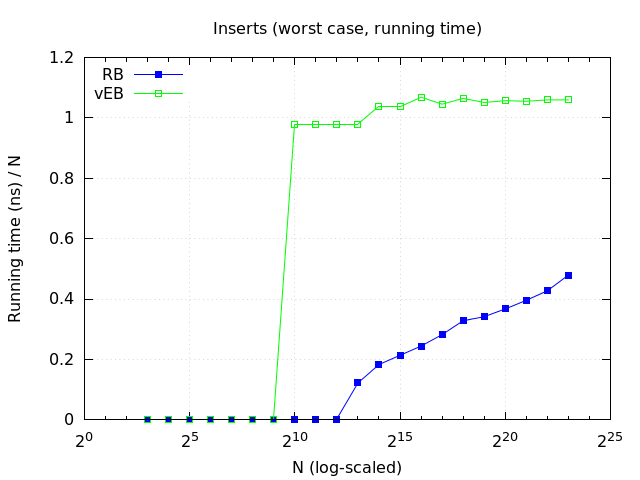 Inserts (worst case, running time)
RB
vEB
Running time (ns) / N
1.2
1
0.8
0.6
0.4
0.2
0
2^0 2^5 2^10 2^15 2^20 2^25
N (log-scaled)